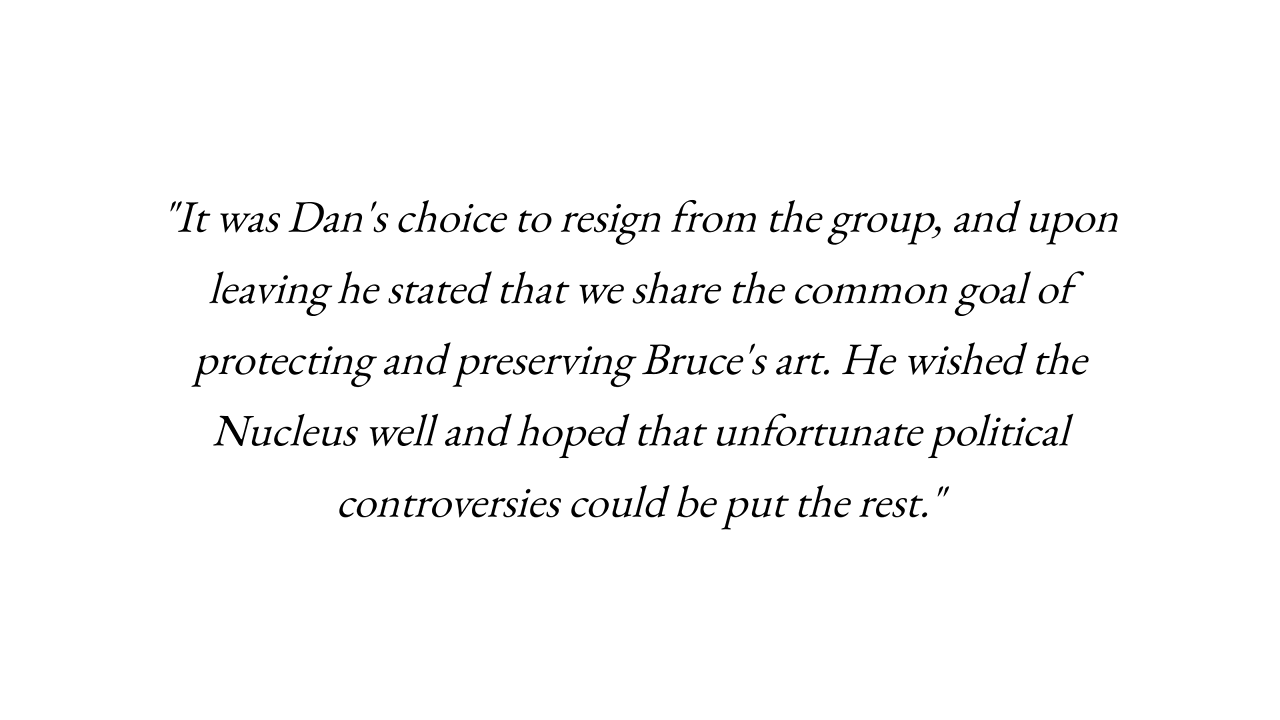 "It was Dan's choice to resign from the group, and upon
leaving he stated that we share the common goal of
protecting and preserving Bruce's art. He wished the
Nucleus well and hoped that unfortunate political
controversies could be put the rest."